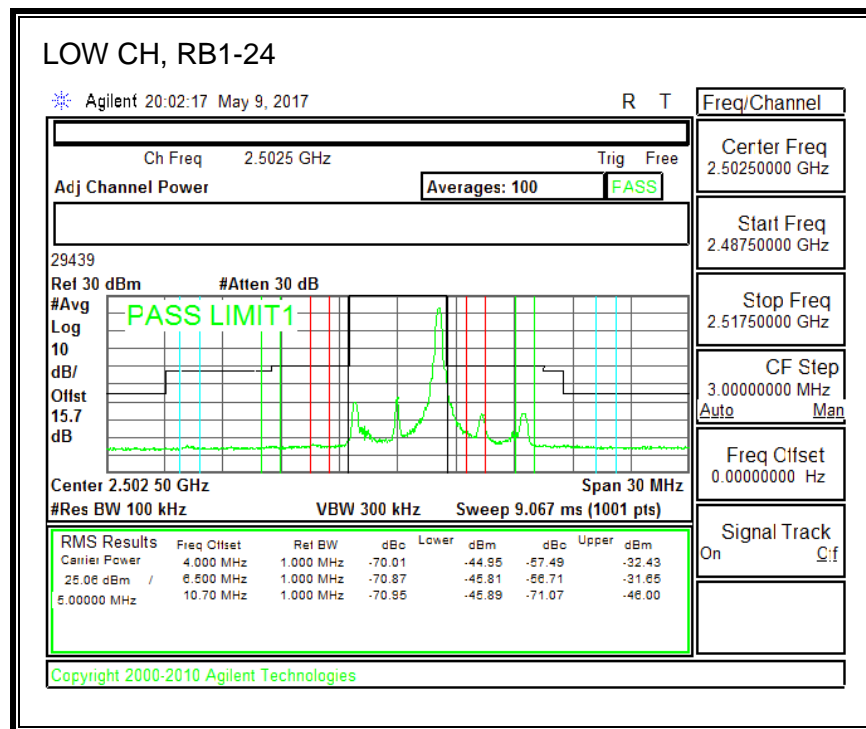 LOW CH, RB1-24
Agilent 20:02:17 May 9, 2017 R T
Freq/Channel
Ch Freq 2.5025 GHz Trig Free
Adj Channel Power Averages: 100 PASS
29439
Ref 30 dBm #Atten 30 dB
#Avg
Log
10
dB/
Offst
15.7
dB
PASS LIMIT1
Center 2.502 50 GHz Span 30 MHz
#Res BW 100 kHz VBW 300 kHz Sweep 9.067 ms (1001 pts)
RMS Results Freq Offset Ref BW dBc Lower dBm dBc Upper dBm
Carrier Power 4.000 MHz 1.000 MHz -70.01 -44.95 -57.49 -32.43
25.06 dBm / 6.500 MHz 1.000 MHz -70.87 -45.81 -56.71 -31.65
5.00000 MHz 10.70 MHz 1.000 MHz -70.95 -45.89 -71.07 -46.00
Center Freq
2.50250000 GHz
Start Freq
2.48750000 GHz
Stop Freq
2.51750000 GHz
CF Step
3.00000000 MHz
Auto Man
Freq Offset
0.00000000 Hz
Signal Track
On Off
Copyright 2000-2010 Agilent Technologies